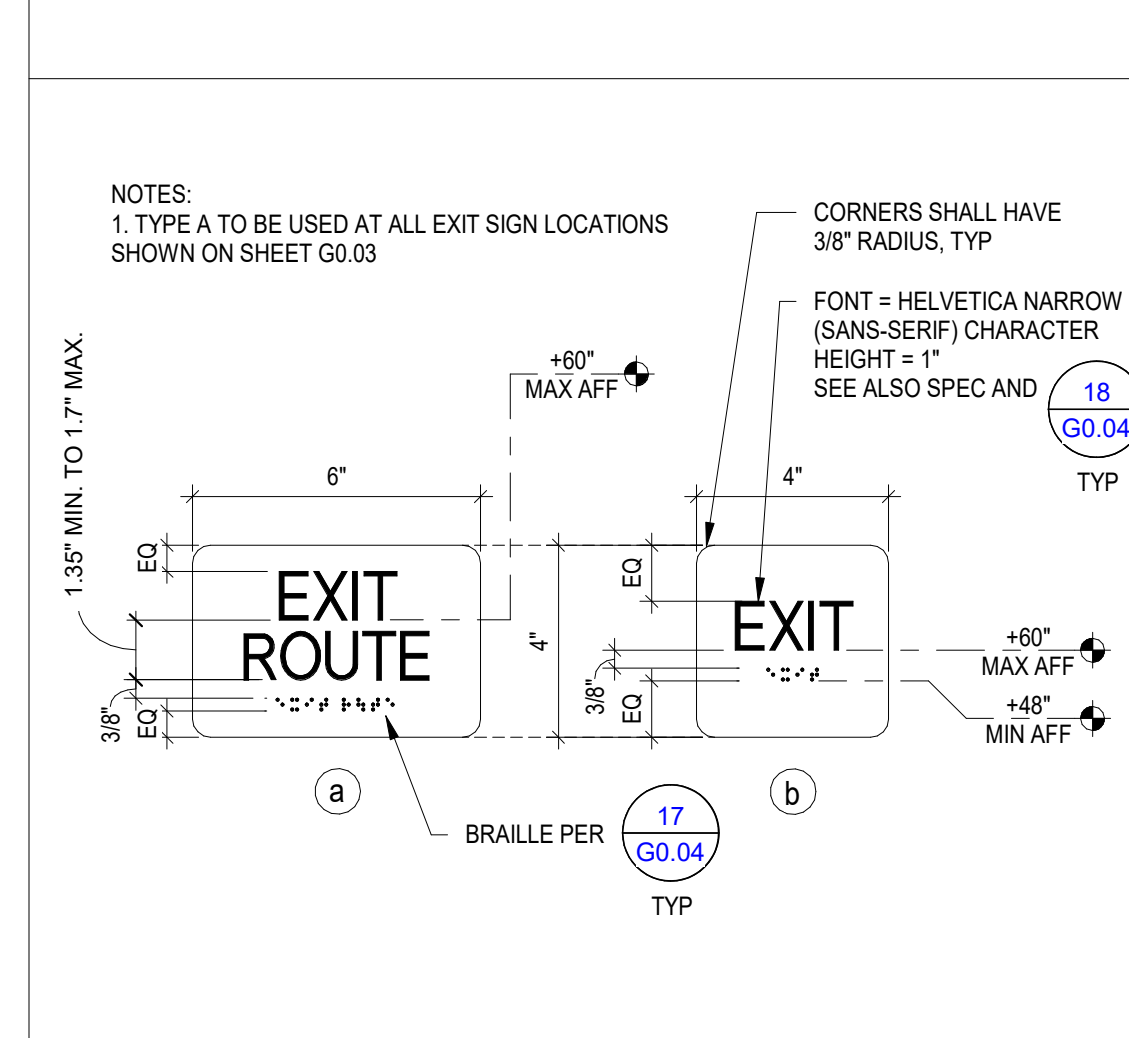 NOTES:
1. TYPE A TO BE USED AT ALL EXIT SIGN LOCATIONS
SHOWN ON SHEET G0.03
CORNERS SHALL HAVE
3/8" RADIUS, TYP
FONT = HELVETICA NARROW
(SANS-SERIF) CHARACTER
HEIGHT = 1"
SEE ALSO SPEC AND
18
G0.04
TYP
1.35" MIN. TO 1.7" MAX.
+60"
MAX AFF
6"
4"
EQ
EXIT
ROUTE
⠑⠭⠊⠞ ⠗⠳⠞⠑
3/8"
EQ
4"
EQ
EXIT
⠑⠭⠊⠞
3/8"
EQ
+60"
MAX AFF
+48"
MIN AFF
a
b
BRAILLE PER
17
G0.04
TYP